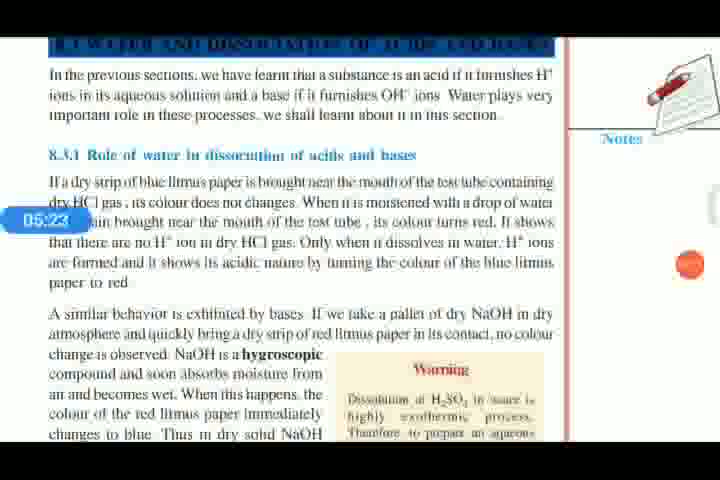 8.3 WATER AND DISSOCIATION OF ACIDS AND BASES
In the previous sections, we have learnt that a substance is an acid if it furnishes H⁺
ions in its aqueous solution and a base if it furnishes OH⁻ ions. Water plays very
important role in these processes, we shall learnt about it in this section.
Notes
8.3.1 Role of water in dissociation of acids and bases
If a dry strip of blue litmus paper is brought near the mouth of the test tube containing
dry HCl gas, its colour does not changes. When it is moistened with a drop of water
05:23
brought near the mouth of the test tube, its colour turns red. It shows
that there are no H⁺ ion in dry HCl gas. Only when it dissolves in water, H⁺ ions
are formed and it shows its acidic nature by turning the colour of the blue litmus
paper to red.
A similar behavior is exhibited by bases. If we take a pallet of dry NaOH in dry
atmosphere and quickly bring a dry strip of red litmus paper in its contact, no colour
change is observed. NaOH is a hygroscopic
compound and soon absorbs moisture from
and becomes wet. When this happens, the
colour of the red litmus paper immediately
changes to blue. Thus in dry solid NaOH
Warning
Dissolution of H₂SO₄ in water is
highly exothermic process.
Therefore to prepare an aqueous